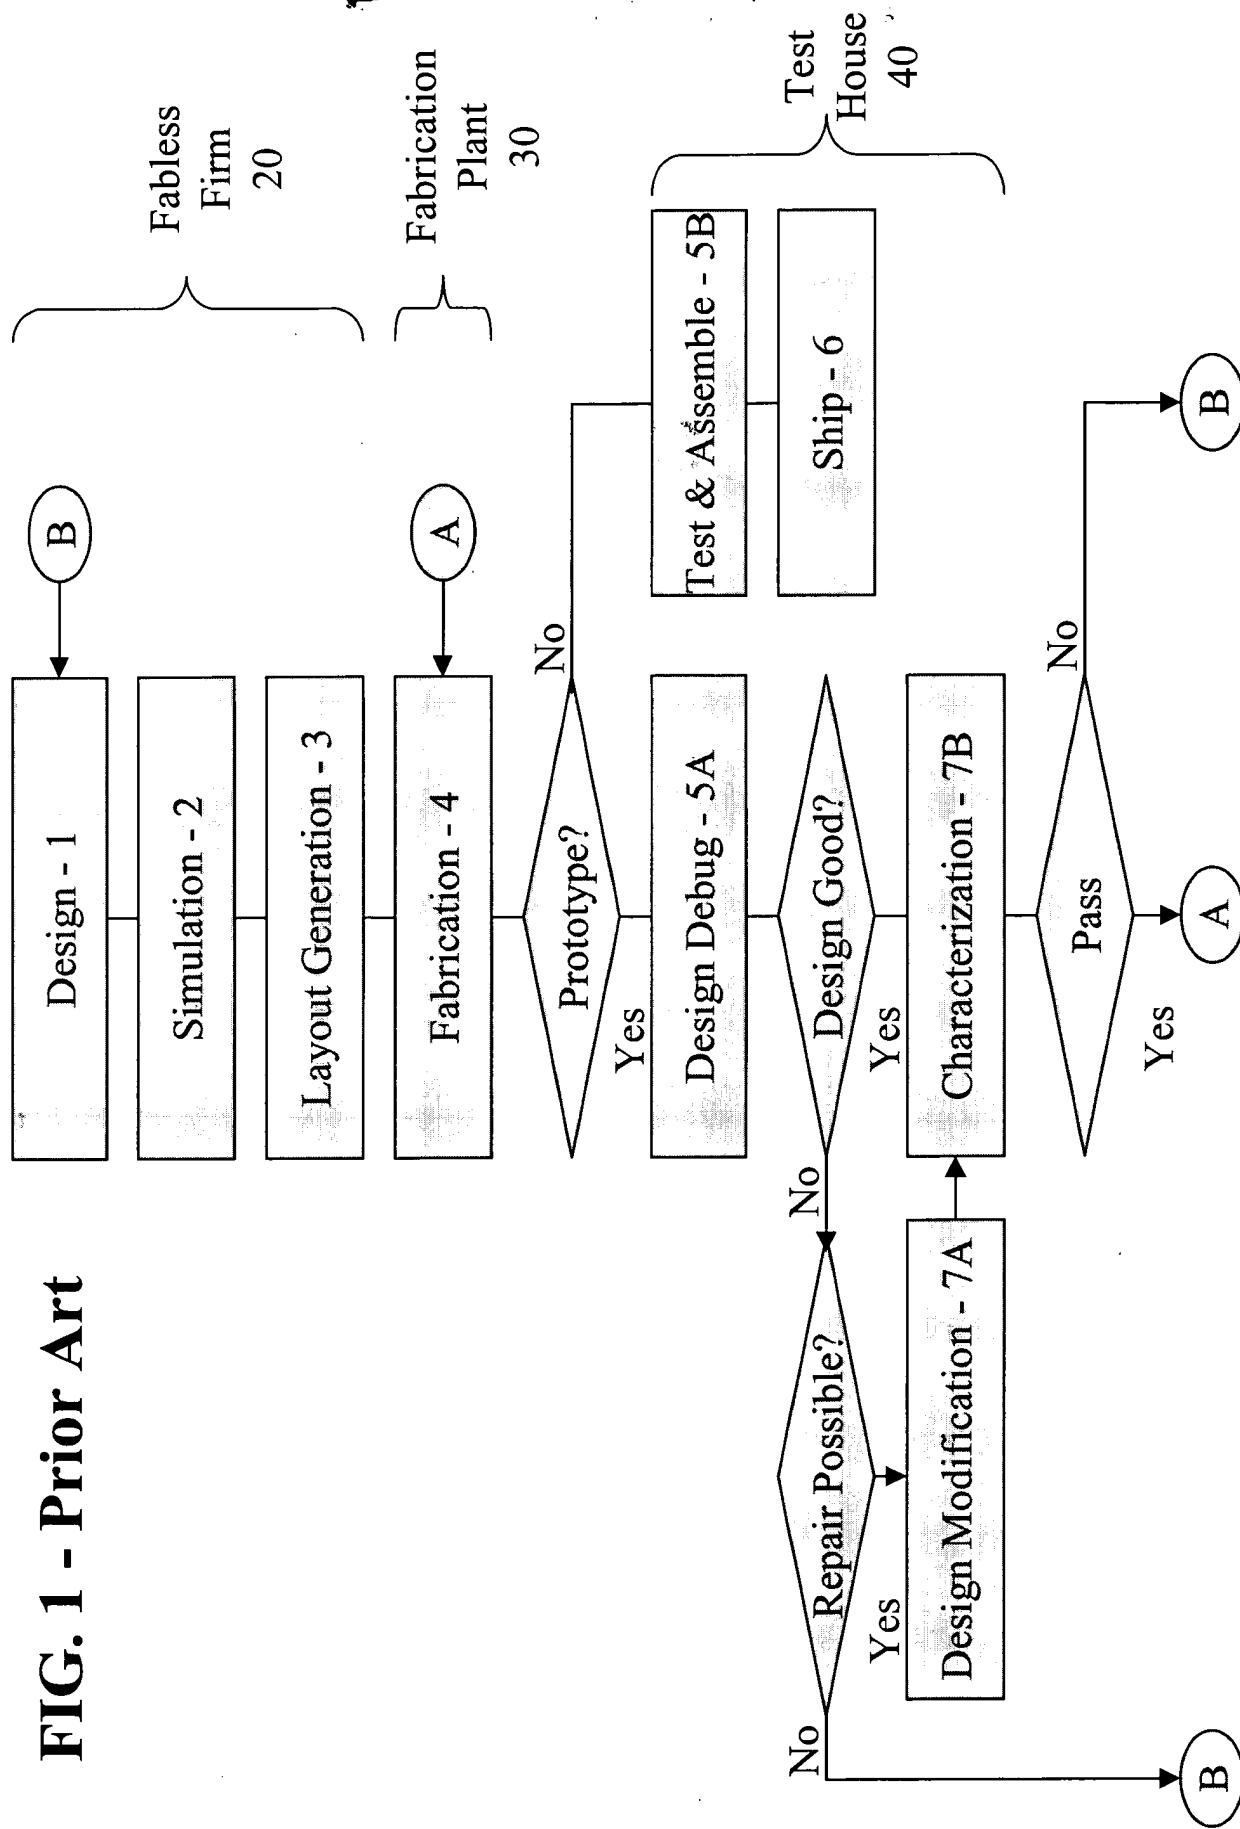 FIG. 1 - Prior Art
B
Design - 1
Simulation - 2
Layout Generation - 3
Fabless
Firm
20
A
Fabrication - 4
Fabrication
Plant
30
Prototype?
No
Yes
Design Debug - 5A
Test & Assemble - 5B
Ship - 6
Test
House
40
Design Good?
No
Yes
Repair Possible?
No
Yes
Design Modification - 7A
Characterization - 7B
Pass
No
Yes
B
A
B